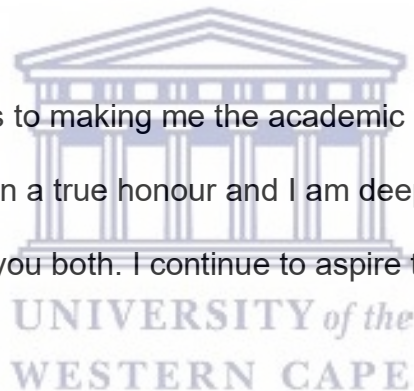 s to making me the academic
n a true honour and I am deep
you both. I continue to aspire t
UNIVERSITY of the
WESTERN CAPE